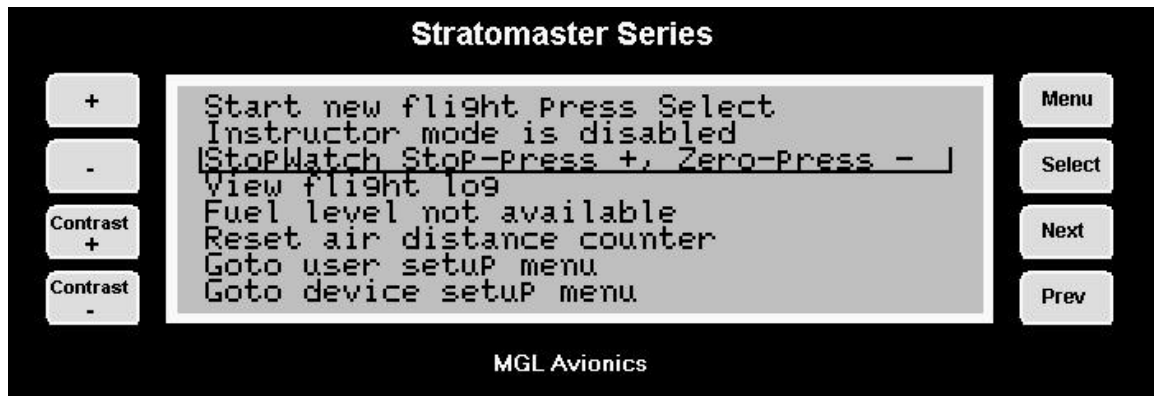 Stratomaster Series
+
-
Contrast
+
Contrast
-
Start new flight Press Select
Instructor mode is disabled
StopWatch Stop-Press +, Zero-Press -
View flight log
Fuel level not available
Reset air distance counter
Goto user setup menu
Goto device setup menu
Menu
Select
Next
Prev
MGL Avionics